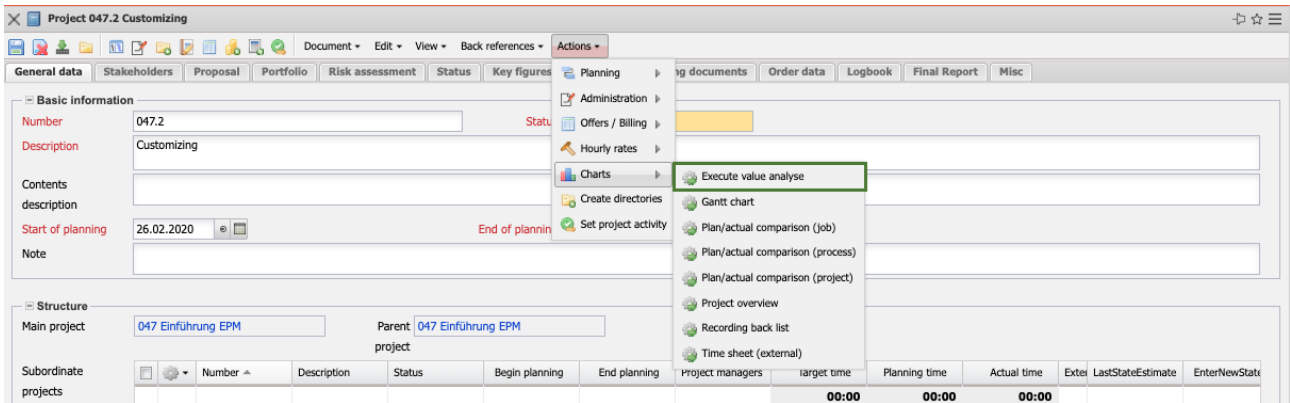 Project 047.2 Customizing
Document Edit View Back references Actions
General data Stakeholders Proposal Portfolio Risk assessment Status Key figures ng documents Order data Logbook Final Report Misc
Planning
Administration
Offers / Billing
Hourly rates
Charts
Create directories
Set project activity
Execute value analyse
Gantt chart
Plan/actual comparison (job)
Plan/actual comparison (process)
Plan/actual comparison (project)
Project overview
Recording back list
Time sheet (external)
Basic information
Number 047.2 Statu
Description Customizing
Contents
description
Start of planning 26.02.2020 End of plannin
Note
Structure
Main project 047 Einführung EPM Parent 047 Einführung EPM
project
Subordinate
projects
Number Description Status Begin planning End planning Project managers Target time Planning time Actual time Exter LastStateEstimate EnterNewState
00:00 00:00 00:00